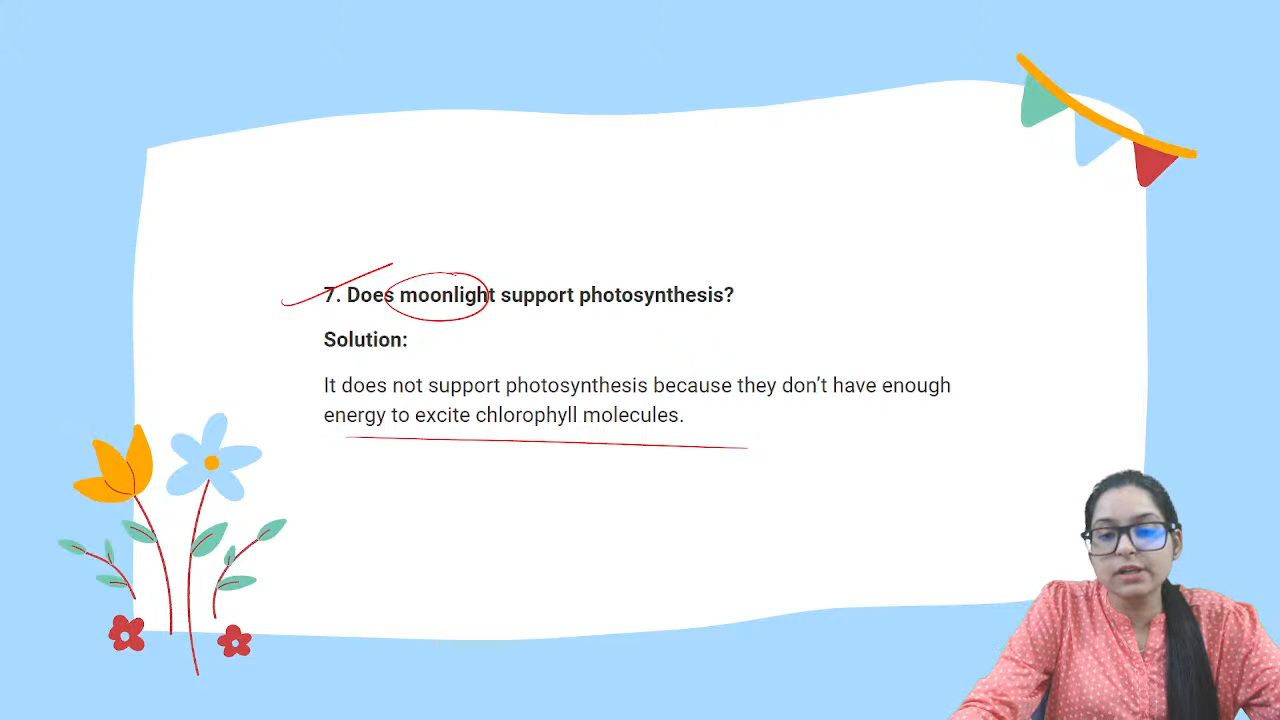 7. Does moonlight support photosynthesis?
Solution:
It does not support photosynthesis because they don’t have enough
energy to excite chlorophyll molecules.